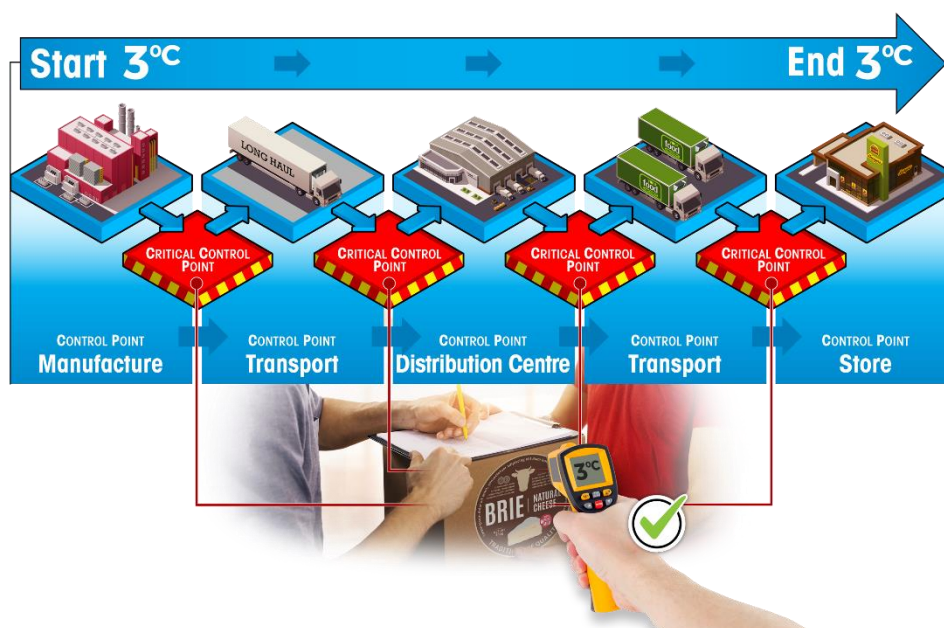 Start 3°C
End 3°C
LONG HAUL
food
food
CRITICAL CONTROL
POINT
CRITICAL CONTROL
POINT
CRITICAL CONTROL
POINT
CRITICAL CONTROL
POINT
CONTROL POINT
Manufacture
CONTROL POINT
Transport
CONTROL POINT
Distribution Centre
CONTROL POINT
Transport
CONTROL POINT
Store
3°C
BRIE
NATURAL
CHEESE